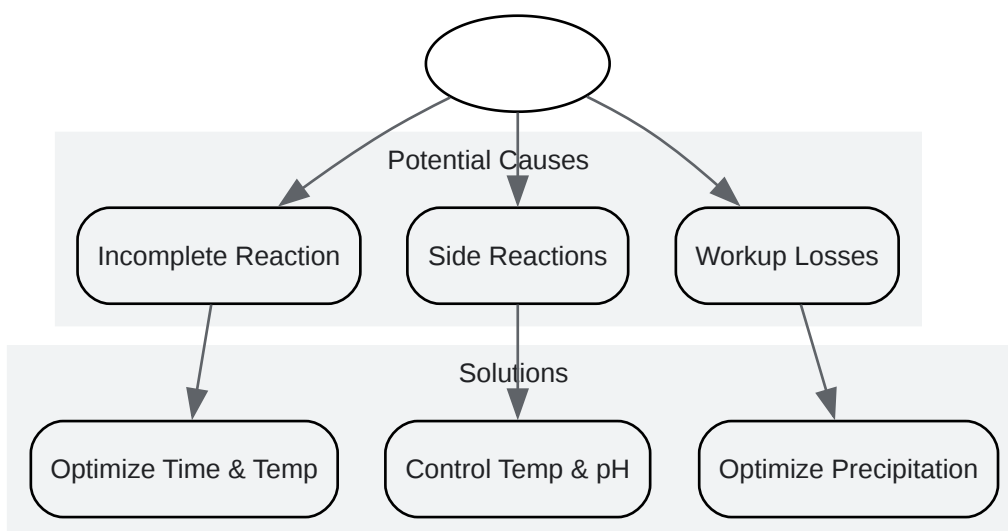 Potential Causes
Incomplete Reaction
Side Reactions
Workup Losses
Solutions
Optimize Time & Temp
Control Temp & pH
Optimize Precipitation